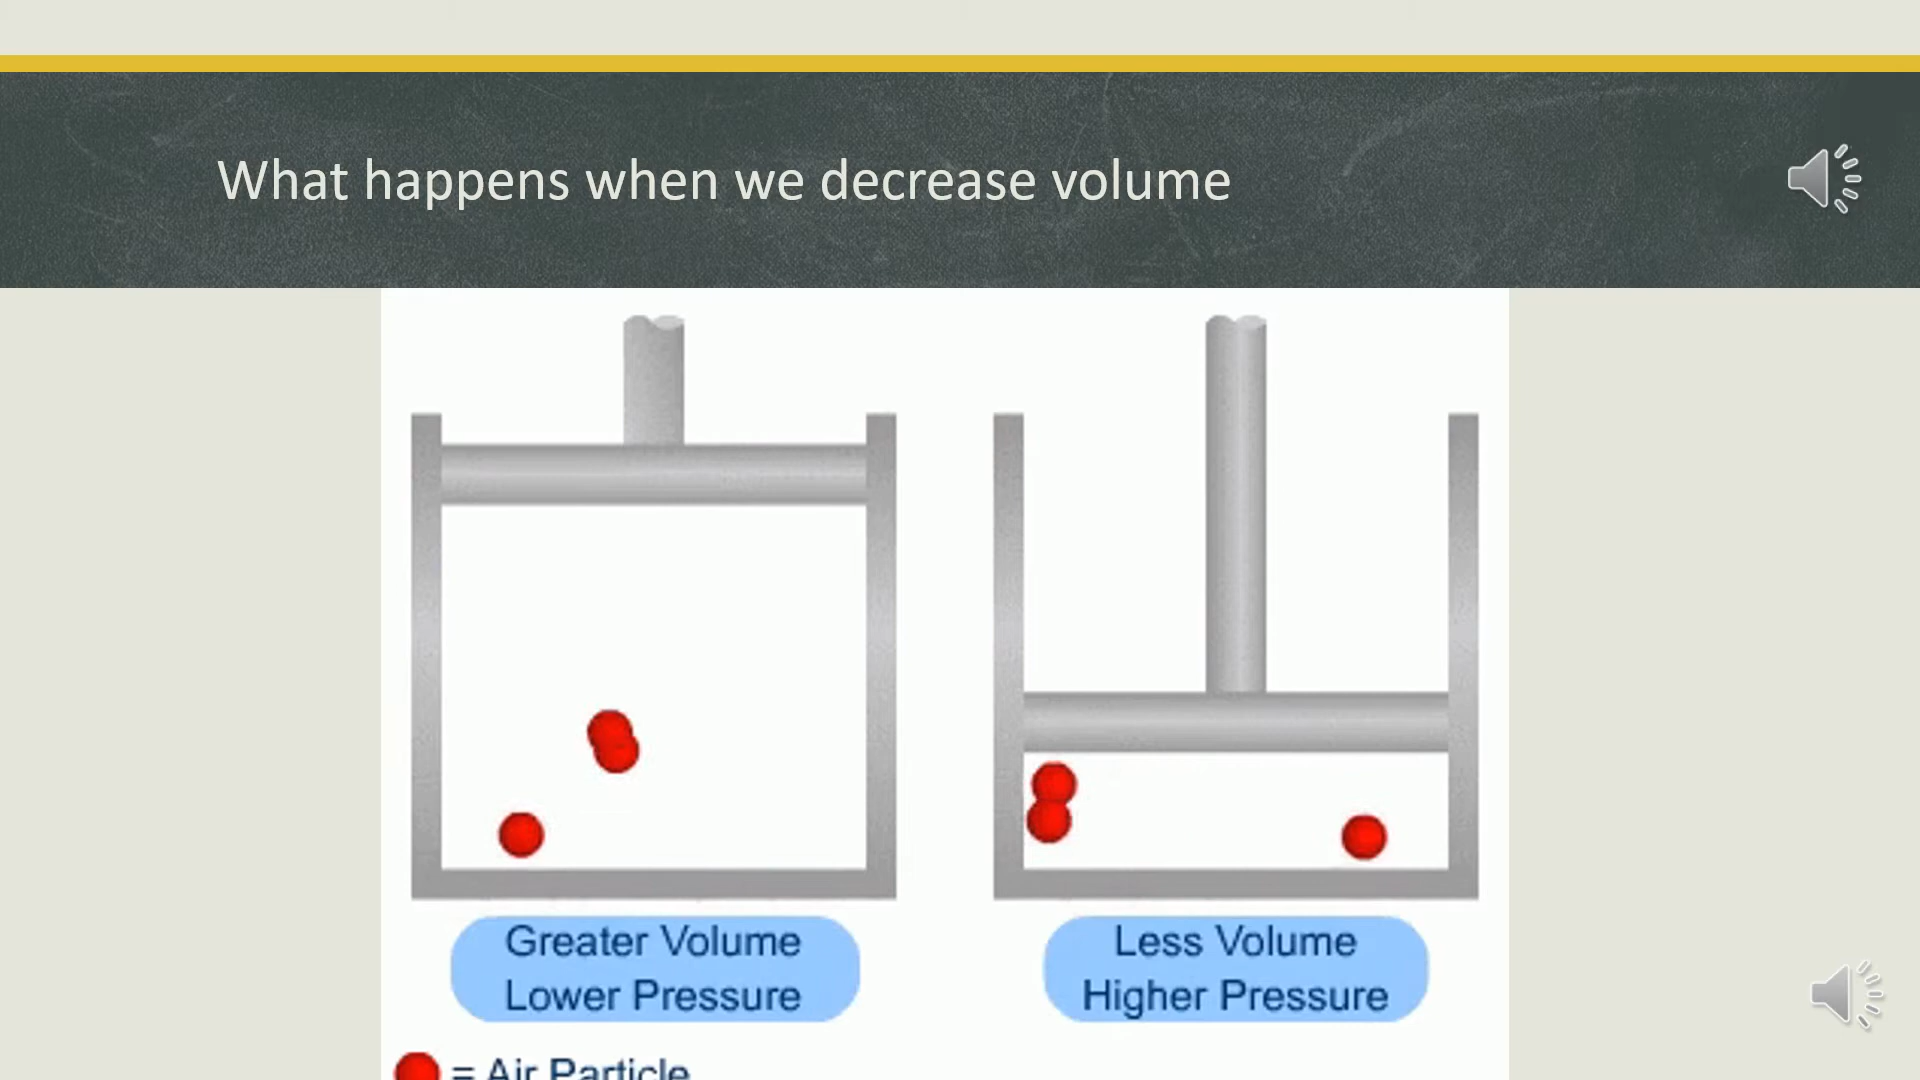 What happens when we decrease volume
Greater Volume
Lower Pressure
Less Volume
Higher Pressure
= Air Particle